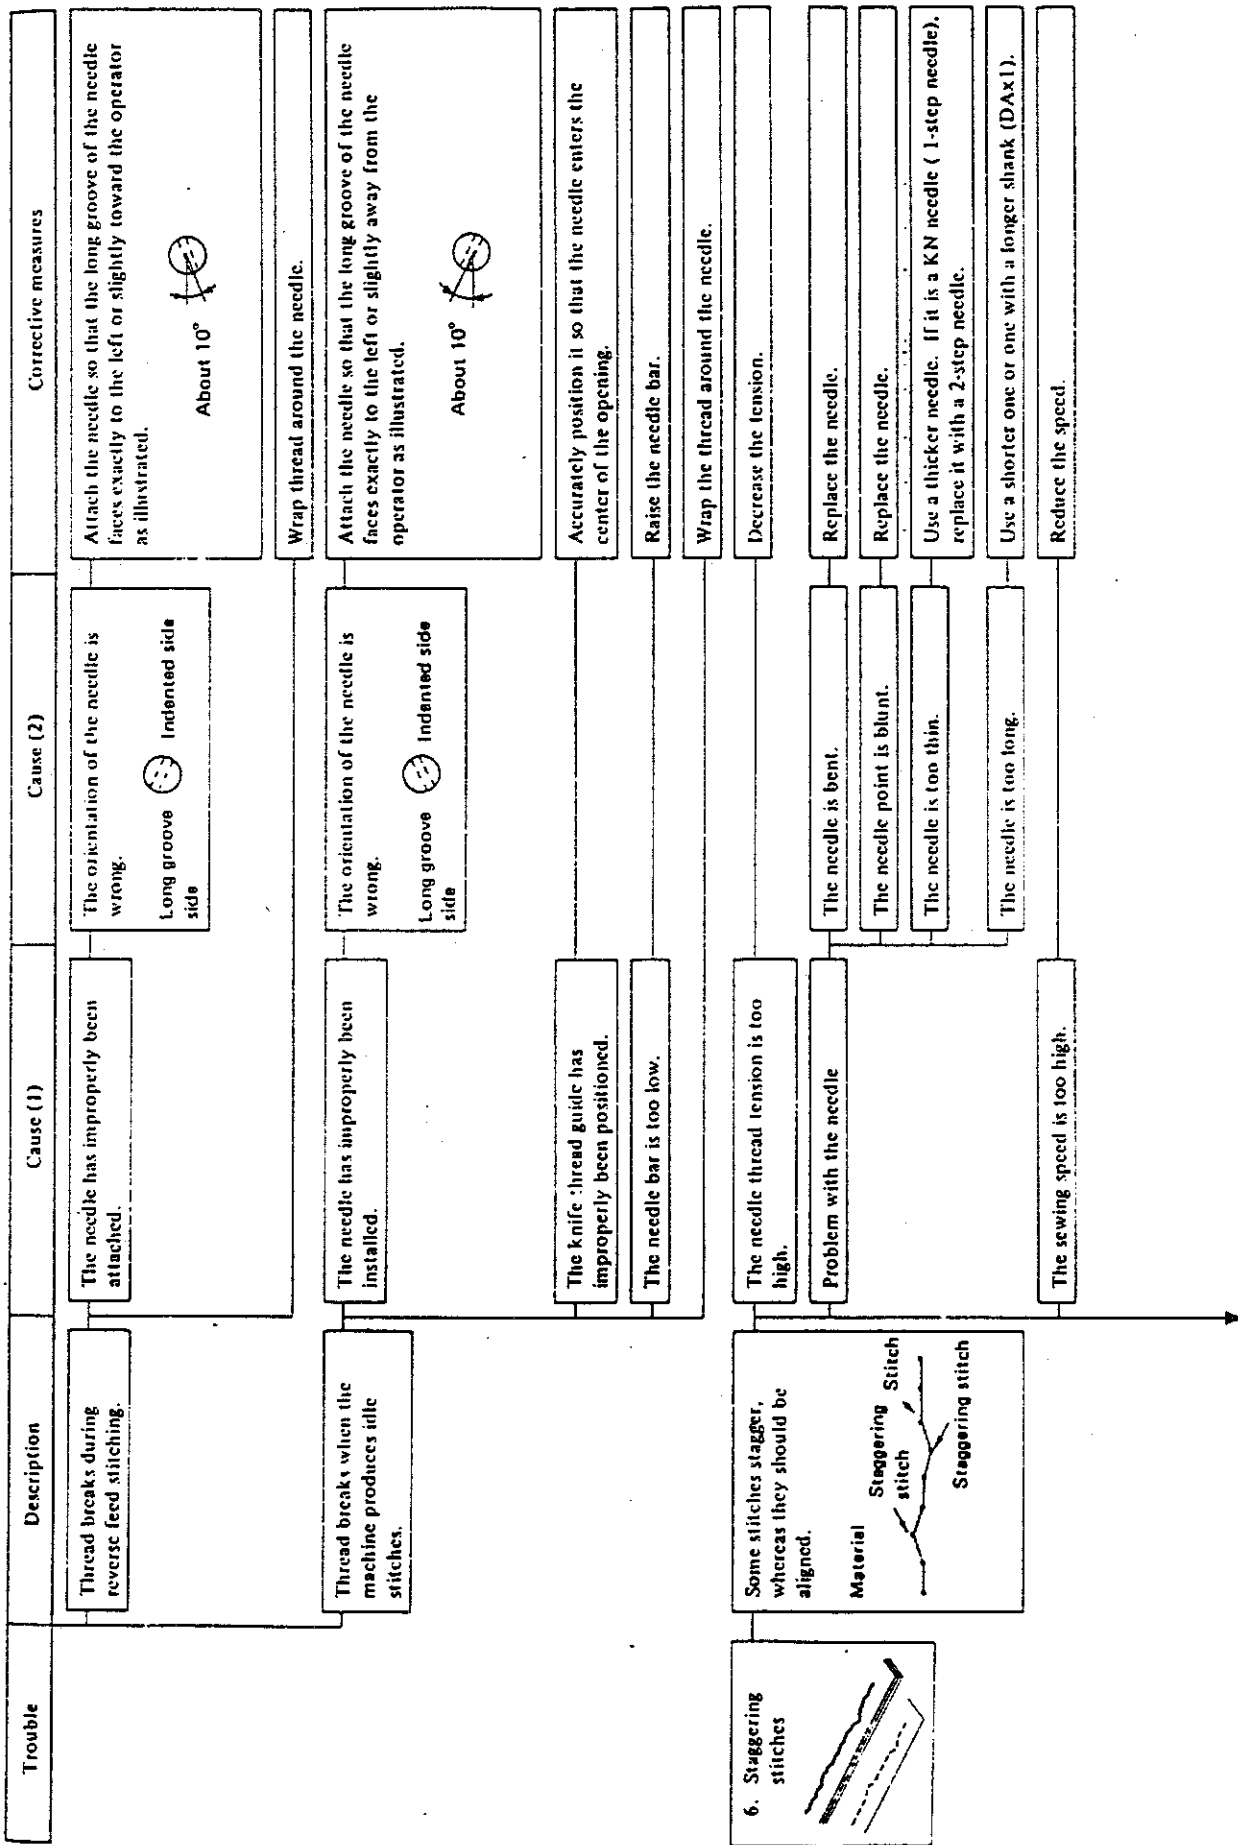 Trouble
Description
Cause (1)
Cause (2)
Corrective measures
Thread breaks during
reverse feed stitching.
The needle has improperly been
attached.
The orientation of the needle is
wrong.
Long groove
side
Indented side
Attach the needle so that the long groove of the needle
faces exactly to the left or slightly toward the operator
as illustrated.
About 10°
Wrap thread around the needle.
Thread breaks when the
machine produces idle
stitches.
The needle has improperly been
installed.
The orientation of the needle is
wrong.
Long groove
side
Indented side
Attach the needle so that the long groove of the needle
faces exactly to the left or slightly away from the
operator as illustrated.
About 10°
The knife thread guide has
improperly been positioned.
Accurately position it so that the needle enters the
center of the opening.
The needle bar is too low.
Raise the needle bar.
Wrap the thread around the needle.
6. Staggering
stitches
Some stitches stagger,
whereas they should be
aligned.
Material
Staggering
stitch
Stitch
Staggering stitch
The needle thread tension is too
high.
Decrease the tension.
Problem with the needle
The needle is bent.
Replace the needle.
The needle point is blunt.
Replace the needle.
The needle is too thin.
Use a thicker needle. If it is a KN needle ( 1-step needle),
replace it with a 2-step needle.
The needle is too long.
Use a shorter one or one with a longer shank (DAx1).
The sewing speed is too high.
Reduce the speed.